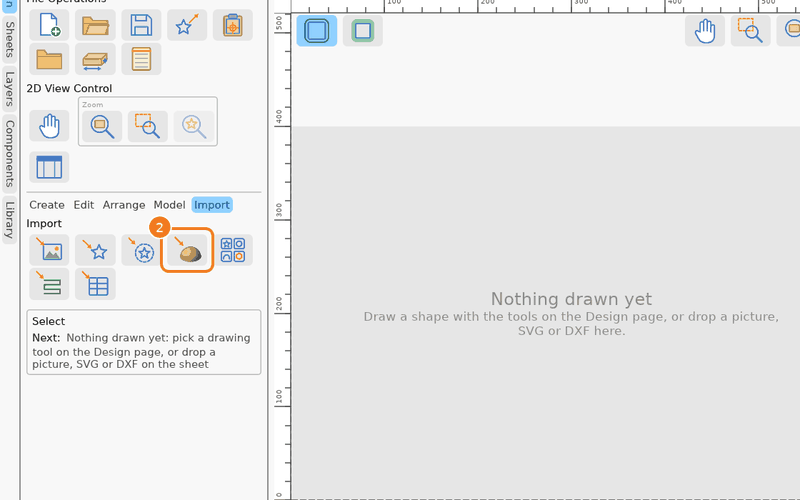 File Operations
Sheets
Layers
Components
Library
2D View Control
Zoom
Create Edit Arrange Model Import
Import
2
Select
Next: Nothing drawn yet: pick a drawing
tool on the Design page, or drop a
picture, SVG or DXF on the sheet
100 200 300 400 500
500
400
300
200
100
0
Nothing drawn yet
Draw a shape with the tools on the Design page, or drop a picture,
SVG or DXF here.